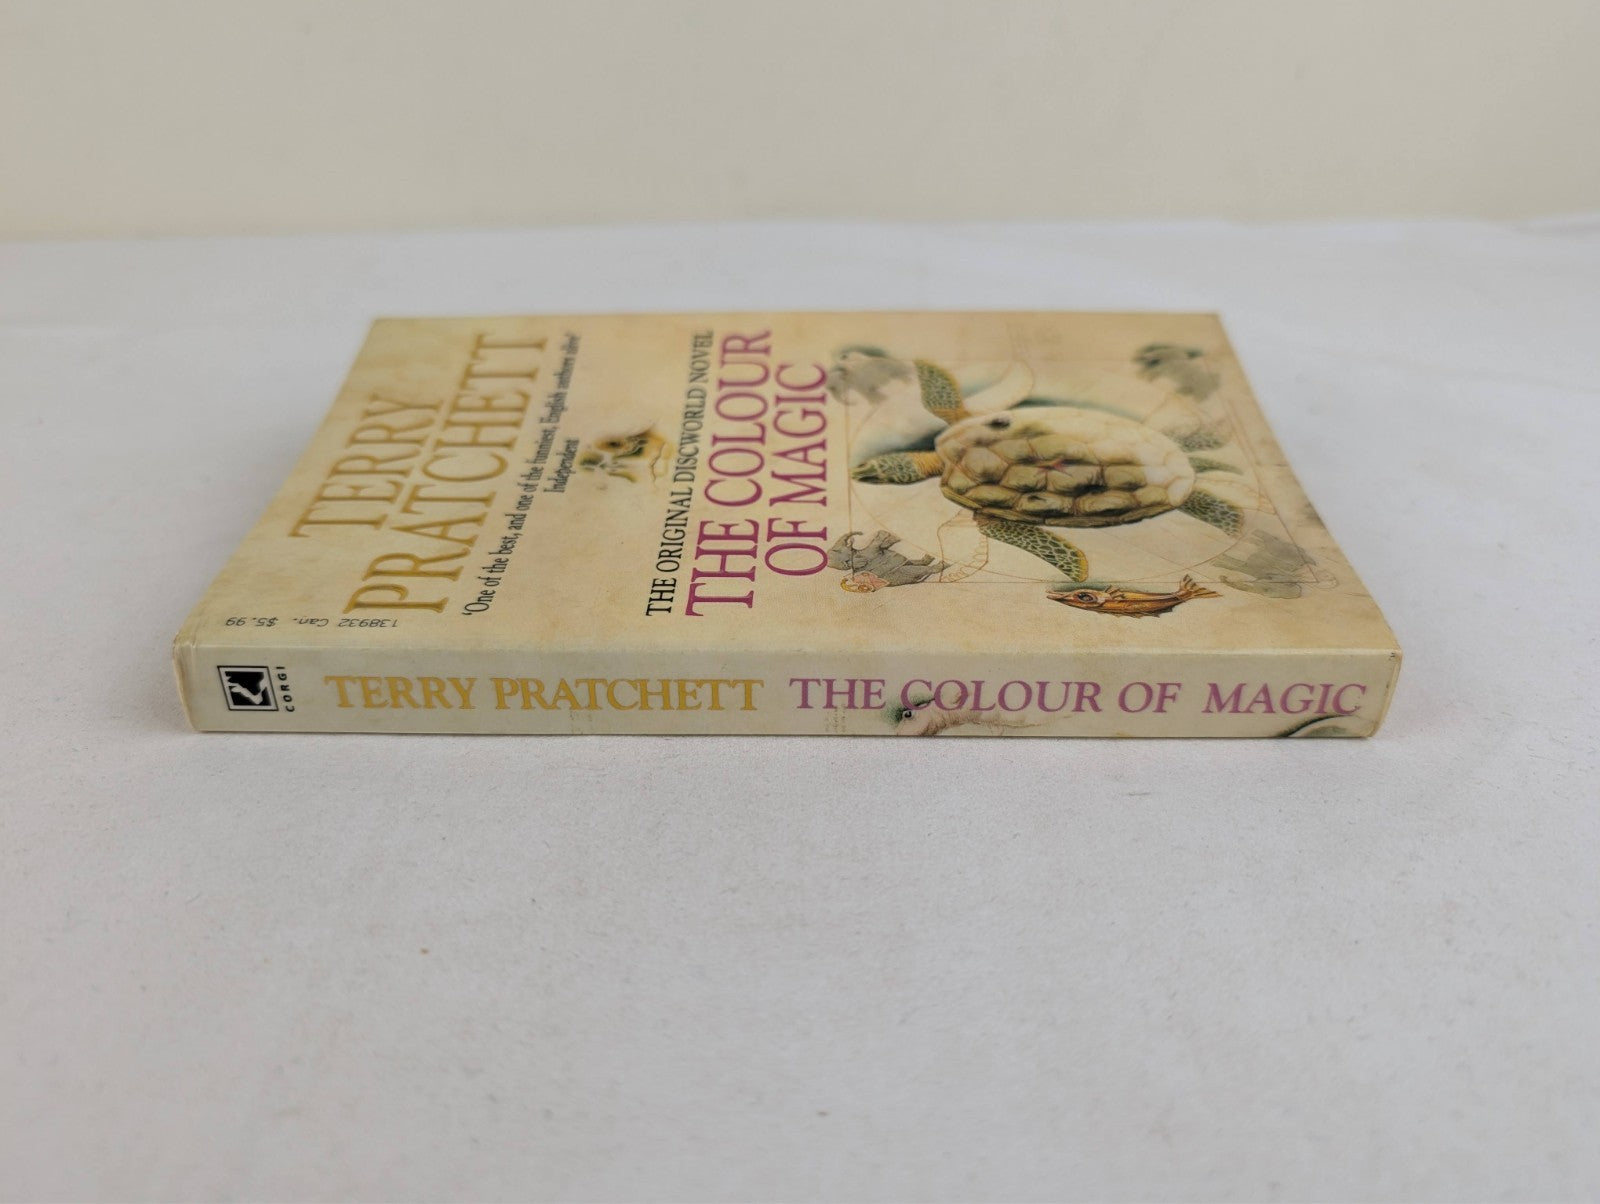 TERRY
PRATCHETT
'One of the best, and one of the funniest, English authors alive'
Independent
THE ORIGINAL DISCWORLD NOVEL
THE COLOUR
OF MAGIC
138932 Can. $5.99
CORGI
TERRY PRATCHETT THE COLOUR OF MAGIC